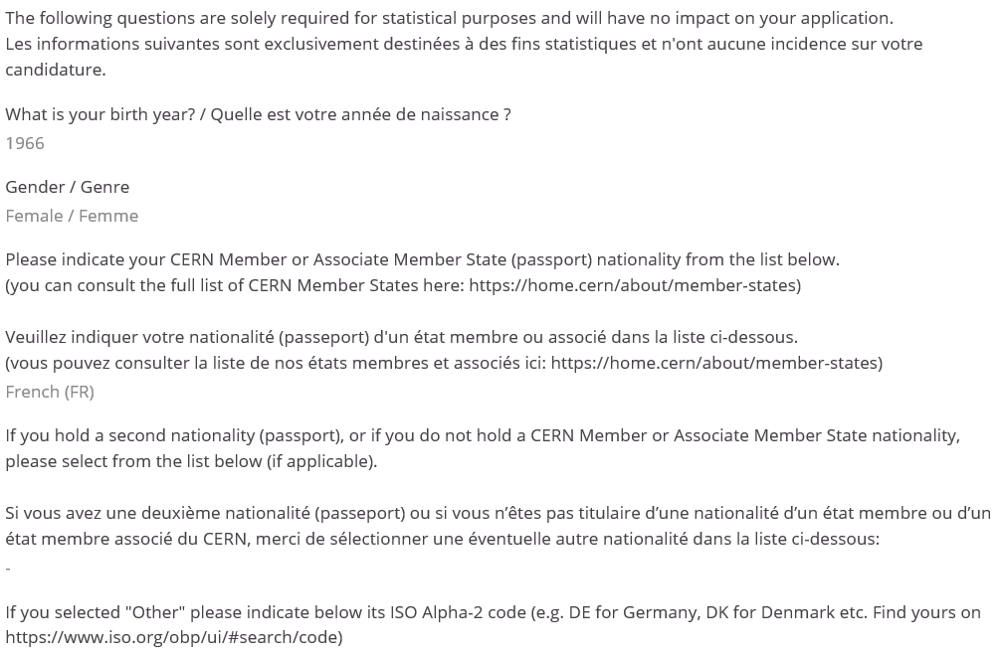 The following questions are solely required for statistical purposes and will have no impact on your application.
Les informations suivantes sont exclusivement destinées à des fins statistiques et n'ont aucune incidence sur votre
candidature.
What is your birth year? / Quelle est votre année de naissance ?
1966
Gender / Genre
Female / Femme
Please indicate your CERN Member or Associate Member State (passport) nationality from the list below.
(you can consult the full list of CERN Member States here: https://home.cern/about/member-states)
Veuillez indiquer votre nationalité (passeport) d'un état membre ou associé dans la liste ci-dessous.
(vous pouvez consulter la liste de nos états membres et associés ici: https://home.cern/about/member-states)
French (FR)
If you hold a second nationality (passport), or if you do not hold a CERN Member or Associate Member State nationality,
please select from the list below (if applicable).
Si vous avez une deuxième nationalité (passeport) ou si vous n’êtes pas titulaire d’une nationalité d’un état membre ou d’un
état membre associé du CERN, merci de sélectionner une éventuelle autre nationalité dans la liste ci-dessous:
-
If you selected "Other" please indicate below its ISO Alpha-2 code (e.g. DE for Germany, DK for Denmark etc. Find yours on
https://www.iso.org/obp/ui/#search/code)